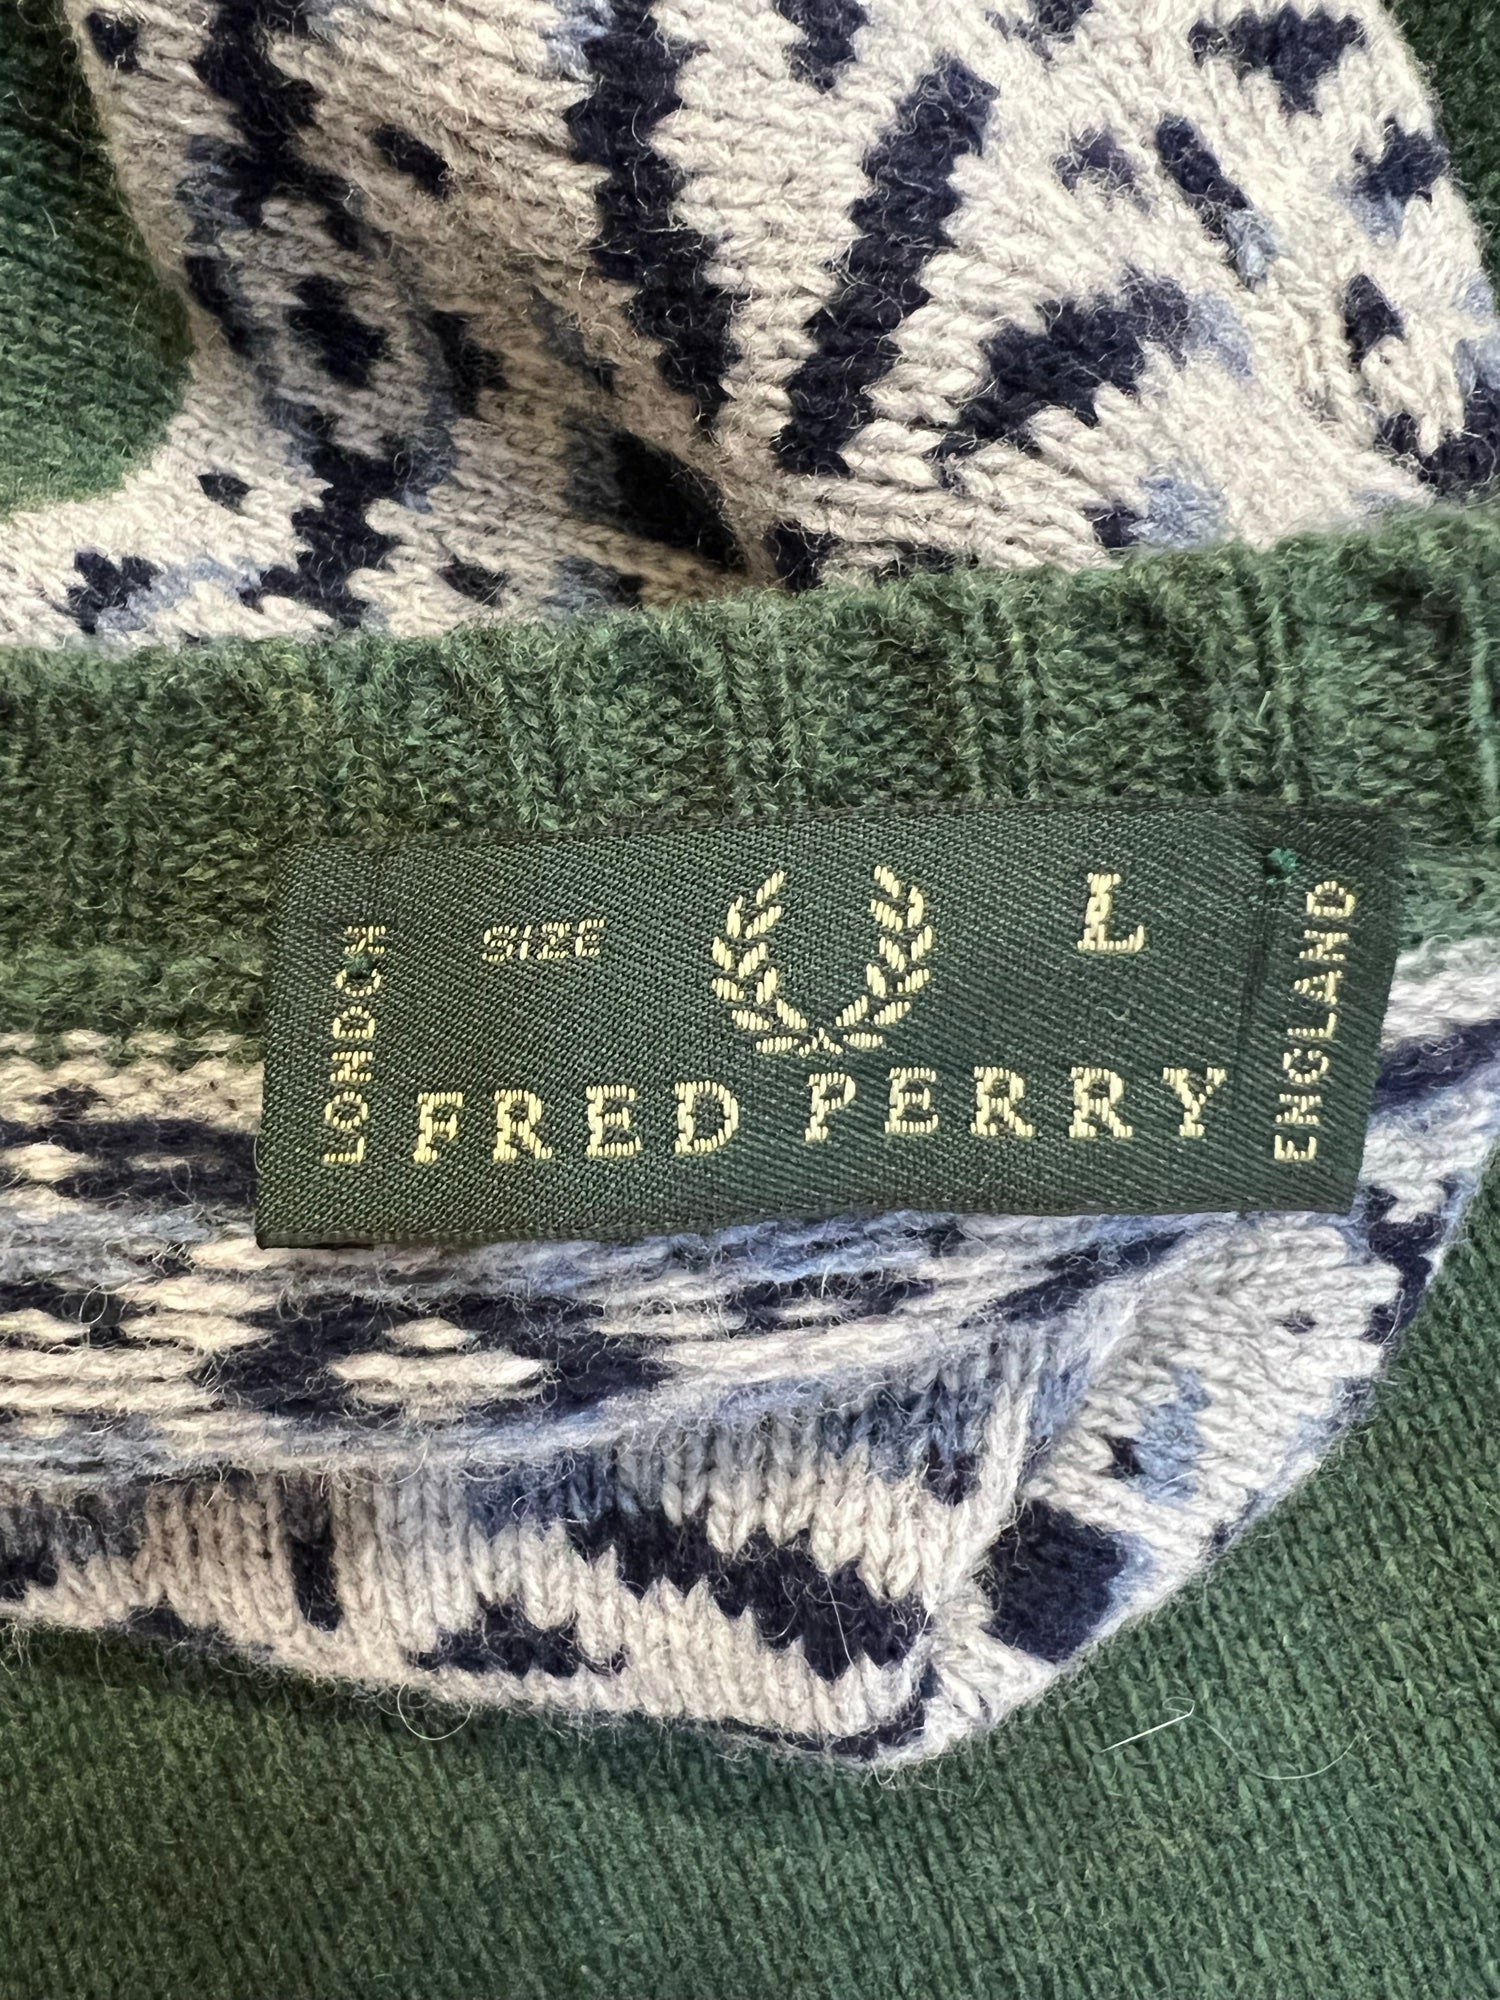 SIZE L
FRED PERRY
LONDON
ENGLAND